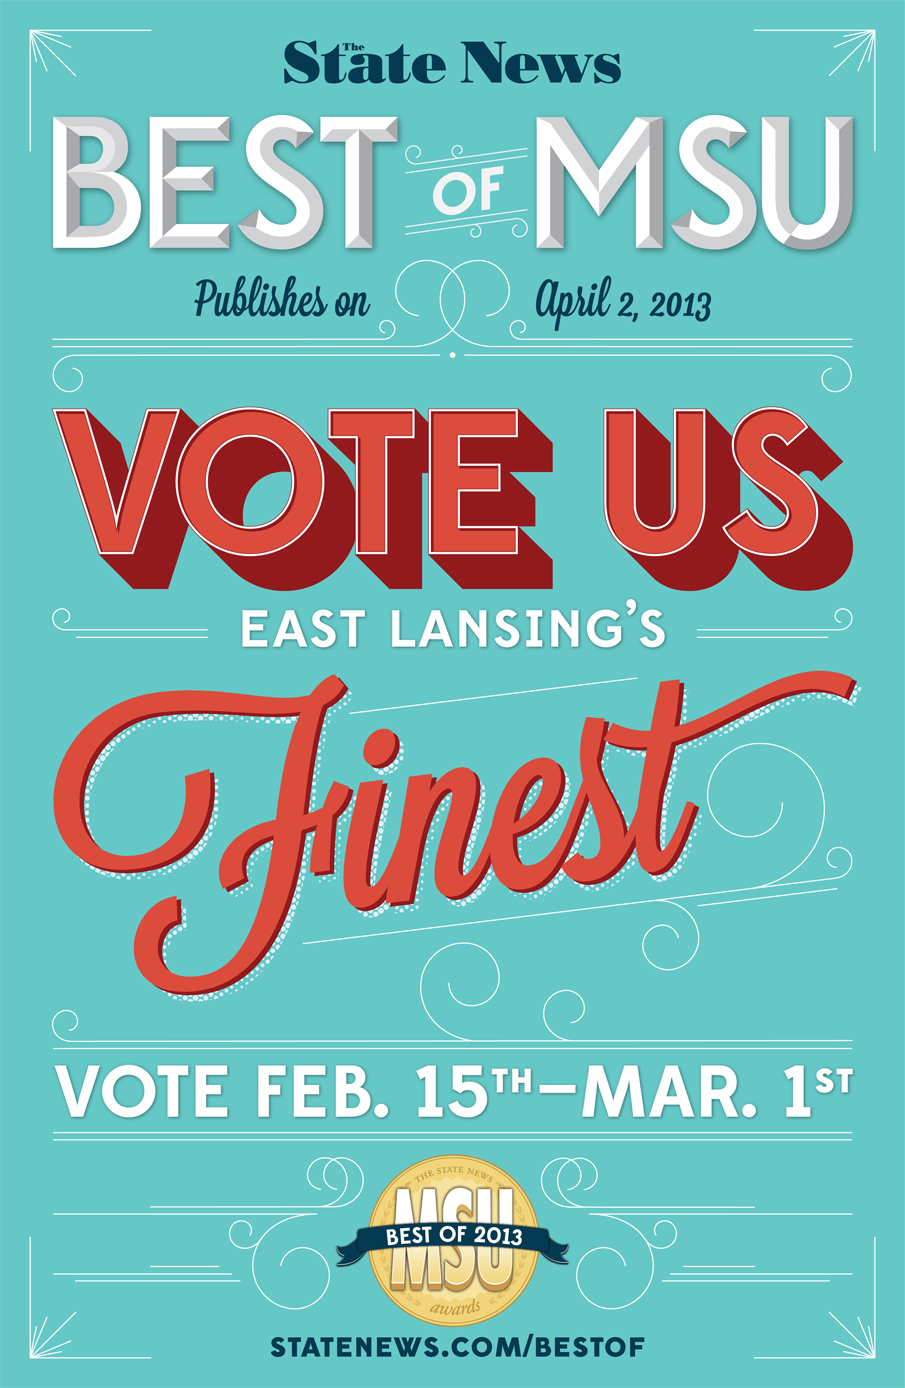 The State News
BEST OF MSU
Publishes on April 2, 2013
VOTE US
EAST LANSING'S
Finest
VOTE FEB. 15TH–MAR. 1ST
THE STATE NEWS
MSU
BEST OF 2013
awards
STATENEWS.COM/BESTOF